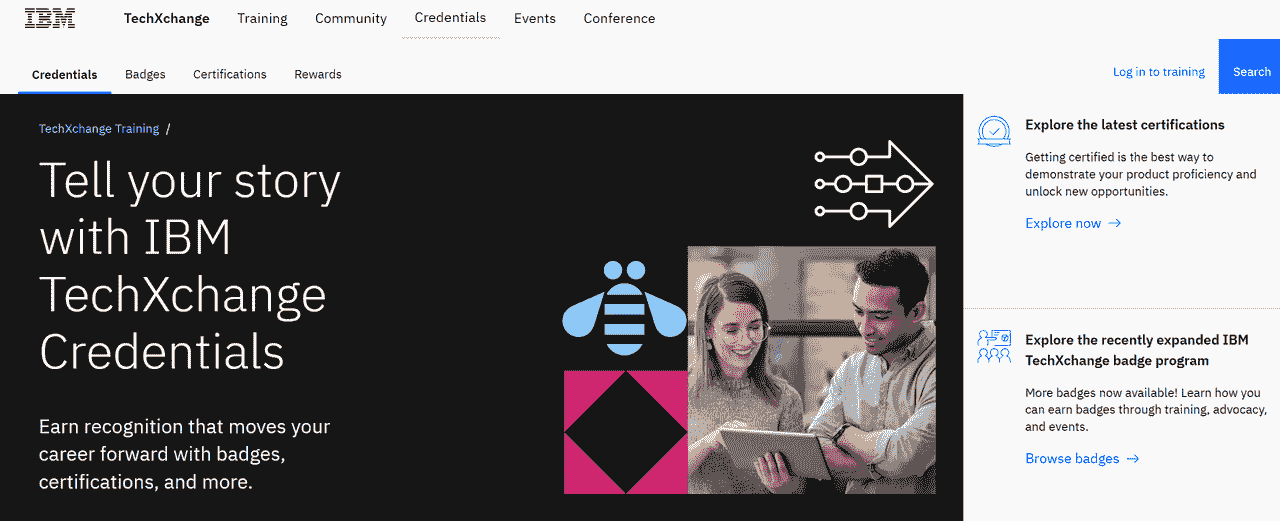 IBM
TechXchange Training Community Credentials Events Conference
Credentials Badges Certifications Rewards
Log in to training Search
TechXchange Training /
Tell your story
with IBM
TechXchange
Credentials
Earn recognition that moves your
career forward with badges,
certifications, and more.
Explore the latest certifications
Getting certified is the best way to
demonstrate your product proficiency and
unlock new opportunities.
Explore now →
Explore the recently expanded IBM
TechXchange badge program
More badges now available! Learn how you
can earn badges through training, advocacy,
and events.
Browse badges →